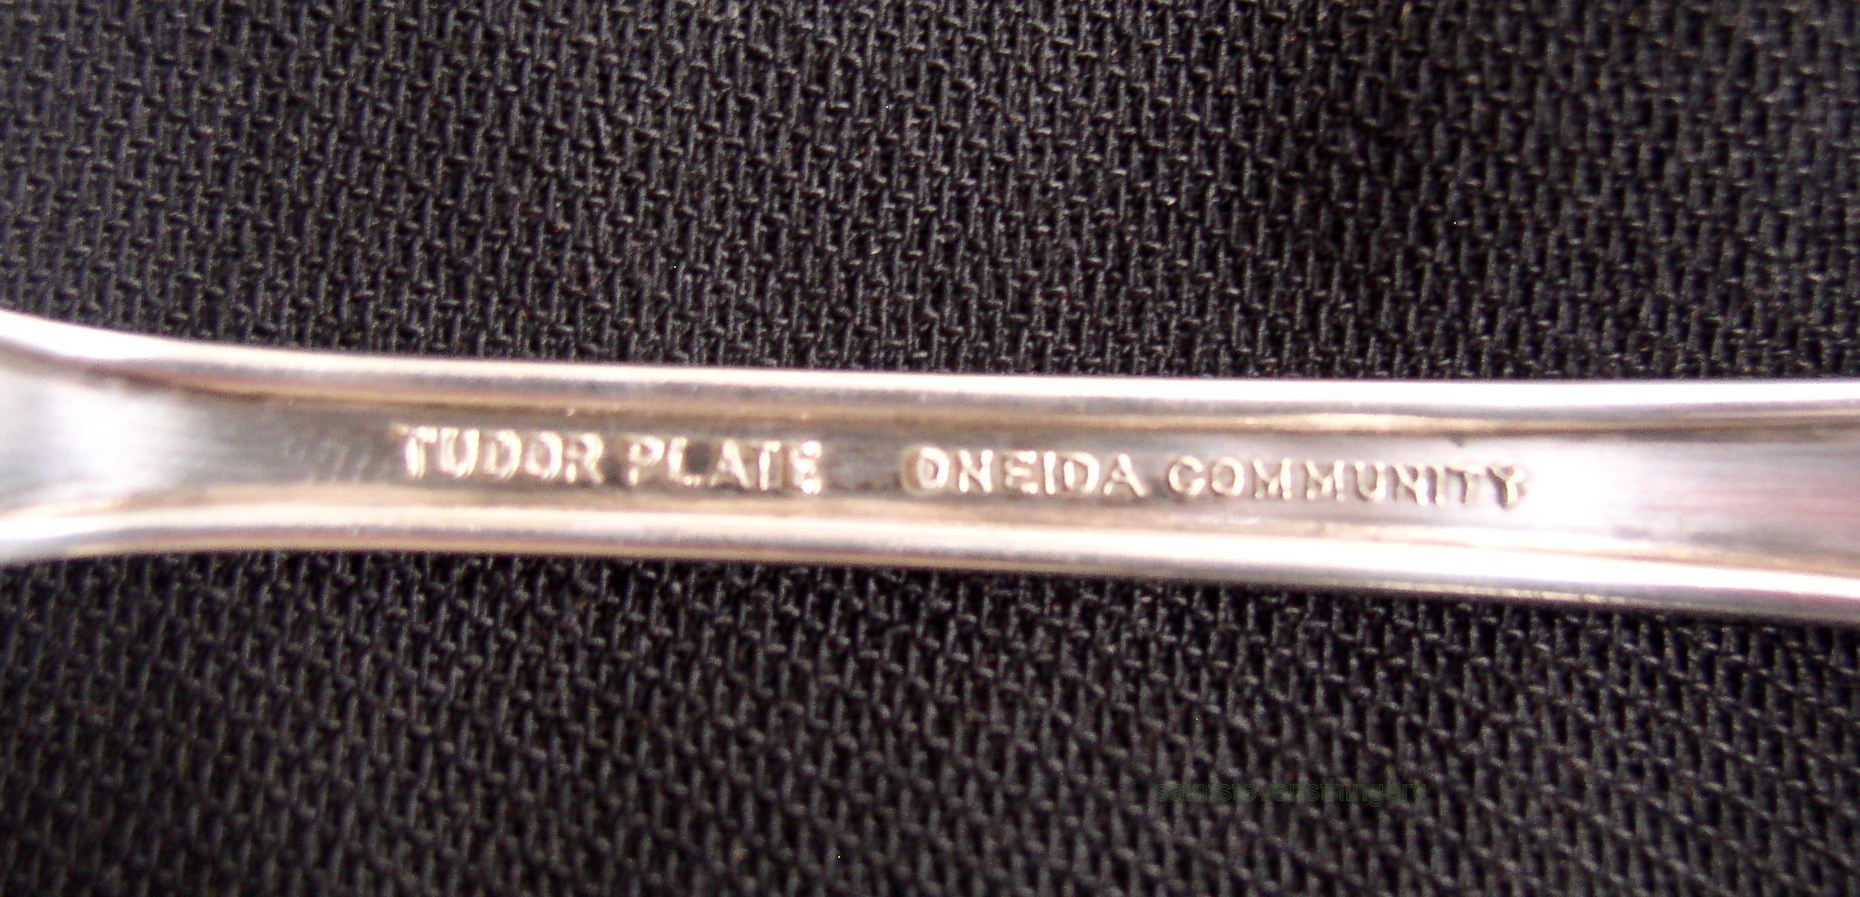 TUDOR PLATE ONEIDA COMMUNITY